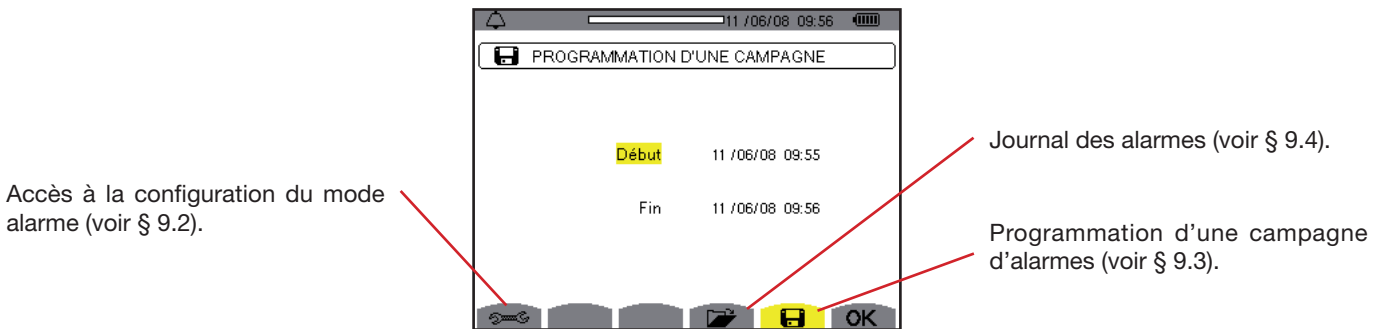 11 /06/08 09:56
PROGRAMMATION D'UNE CAMPAGNE
Début 11 /06/08 09:55
Fin 11 /06/08 09:56
OK
Accès à la configuration du mode
alarme (voir § 9.2).
Journal des alarmes (voir § 9.4).
Programmation d'une campagne
d'alarmes (voir § 9.3).